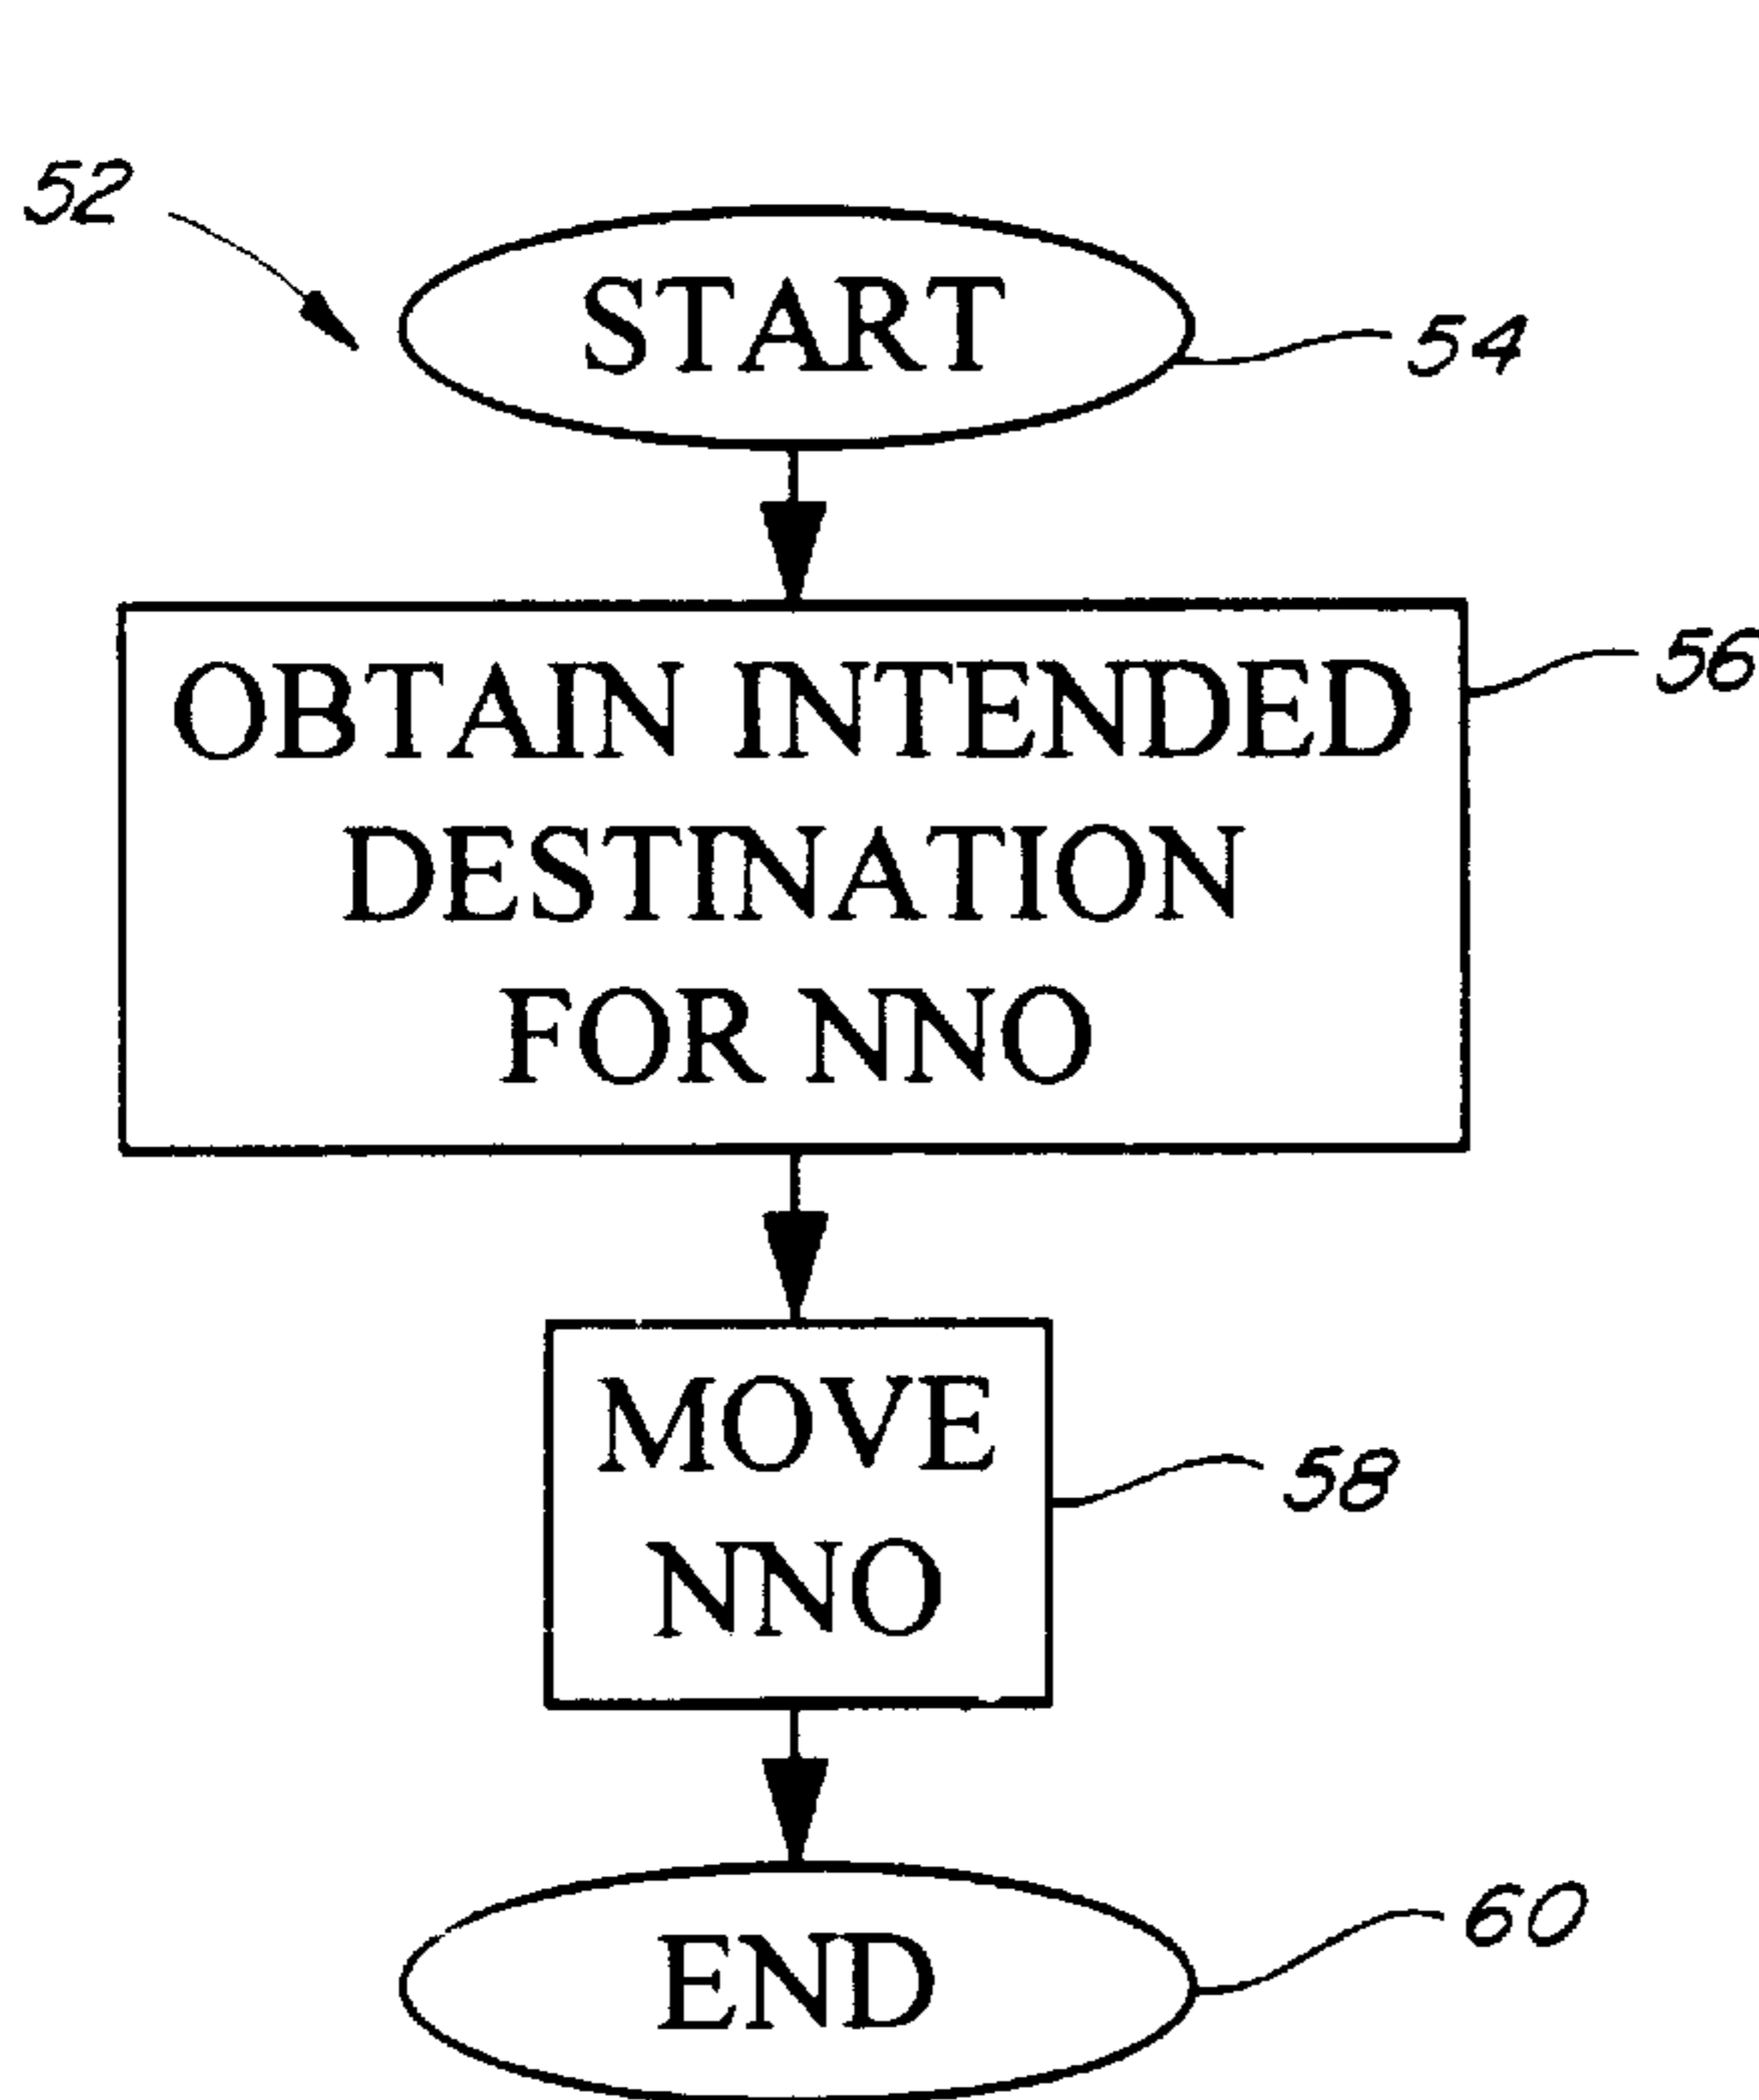 52
START
54
OBTAIN INTENDED
56
DESTINATION
FOR NNO
MOVE
58
NNO
60
END